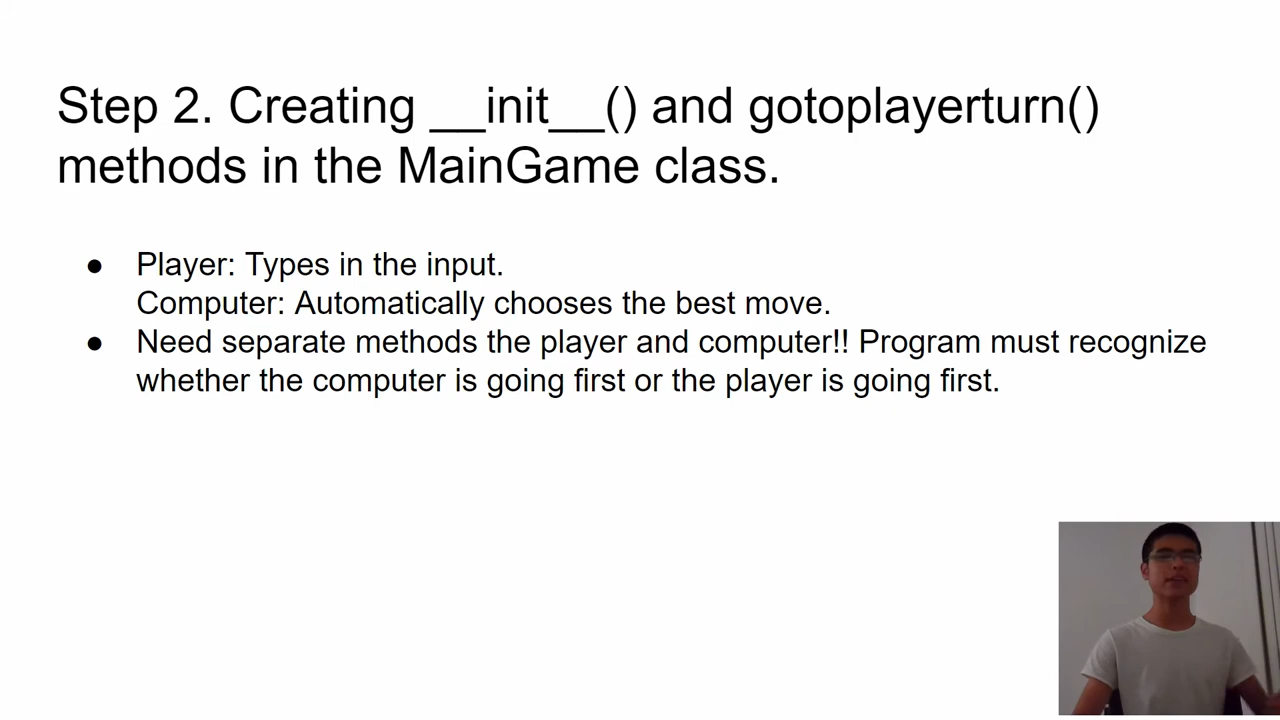 Step 2. Creating __init__() and gotoplayerturn()
methods in the MainGame class.
● Player: Types in the input.
Computer: Automatically chooses the best move.
● Need separate methods the player and computer!! Program must recognize
whether the computer is going first or the player is going first.